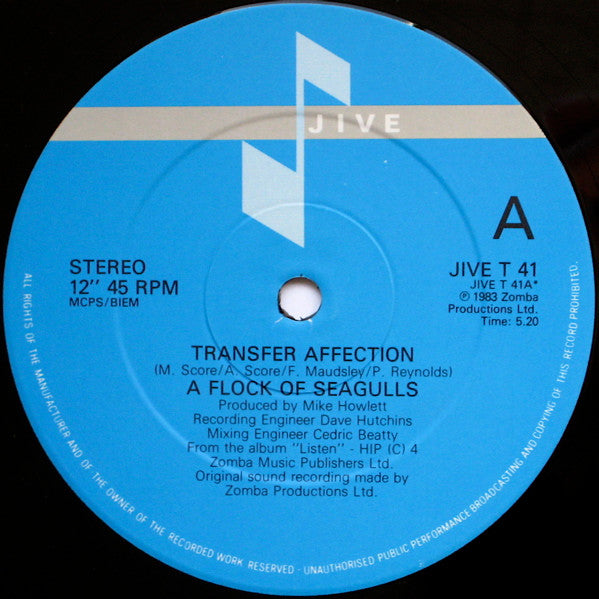 JIVE
A
STEREO
12" 45 RPM
MCPS/BIEM
JIVE T 41
JIVE T 41A*
℗ 1983 Zomba
Productions Ltd.
Time: 5.20
TRANSFER AFFECTION
(M. Score/A. Score/F. Maudsley/P. Reynolds)
A FLOCK OF SEAGULLS
Produced by Mike Howlett
Recording Engineer Dave Hutchins
Mixing Engineer Cedric Beatty
From the album "Listen" - HIP (C) 4
Zomba Music Publishers Ltd.
Original sound recording made by
Zomba Productions Ltd.
ALL RIGHTS OF THE MANUFACTURER AND OF THE OWNER OF THE RECORDED WORK RESERVED - UNAUTHORISED PUBLIC PERFORMANCE BROADCASTING AND COPYING OF THIS RECORD PROHIBITED.